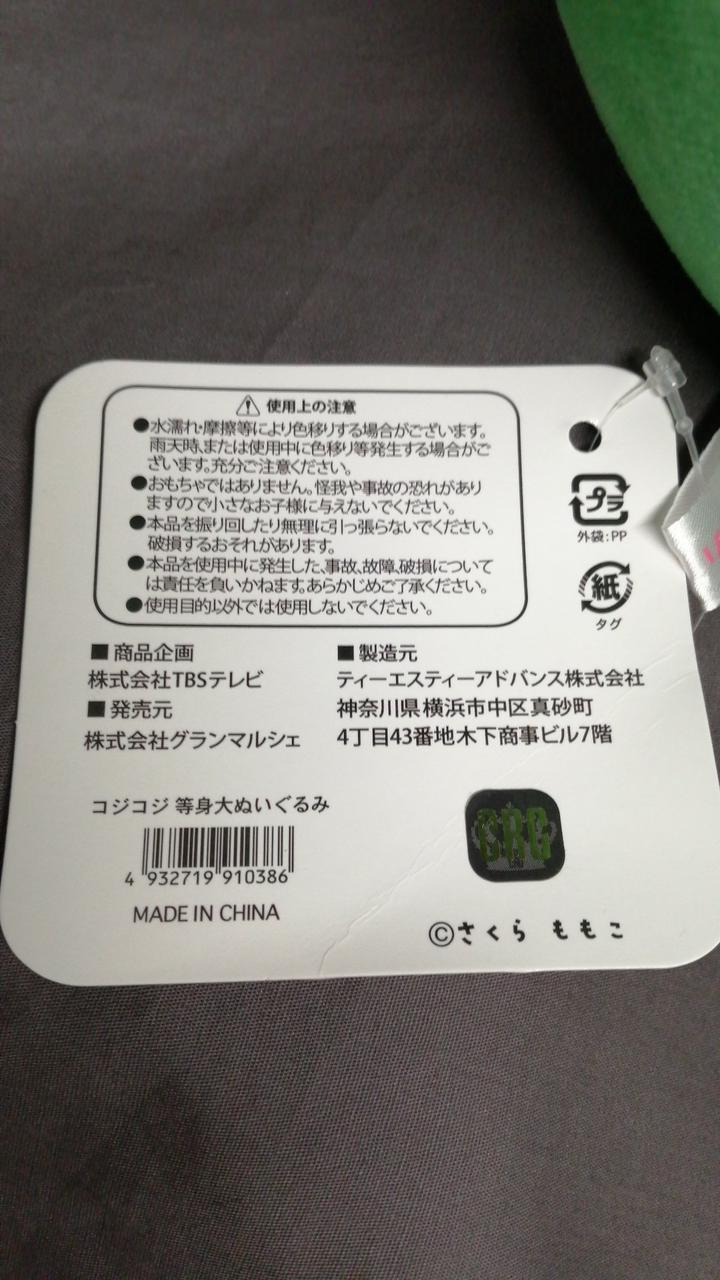 使用上の注意
●水濡れ・摩擦等により色移りする場合がございます。
雨天時、または使用中に色移り等発生する場合がご
ざいます。充分ご注意ください。
●おもちゃではありません。怪我や事故の恐れがあり
ますので小さなお子様に与えないでください。
●本品を振り回したり無理に引っ張らないでください。
破損するおそれがあります。
●本品を使用中に発生した、事故、故障、破損について
は責任を負いかねます。あらかじめご了承ください。
●使用目的以外では使用しないでください。
プラ
外袋:PP
紙
タグ
■商品企画
株式会社TBSテレビ
■発売元
株式会社グランマルシェ
■製造元
ティーエスティーアドバンス株式会社
神奈川県横浜市中区真砂町
4丁目43番地木下商事ビル7階
コジコジ 等身大ぬいぐるみ
4 932719 910386
MADE IN CHINA
©さくら ももこ